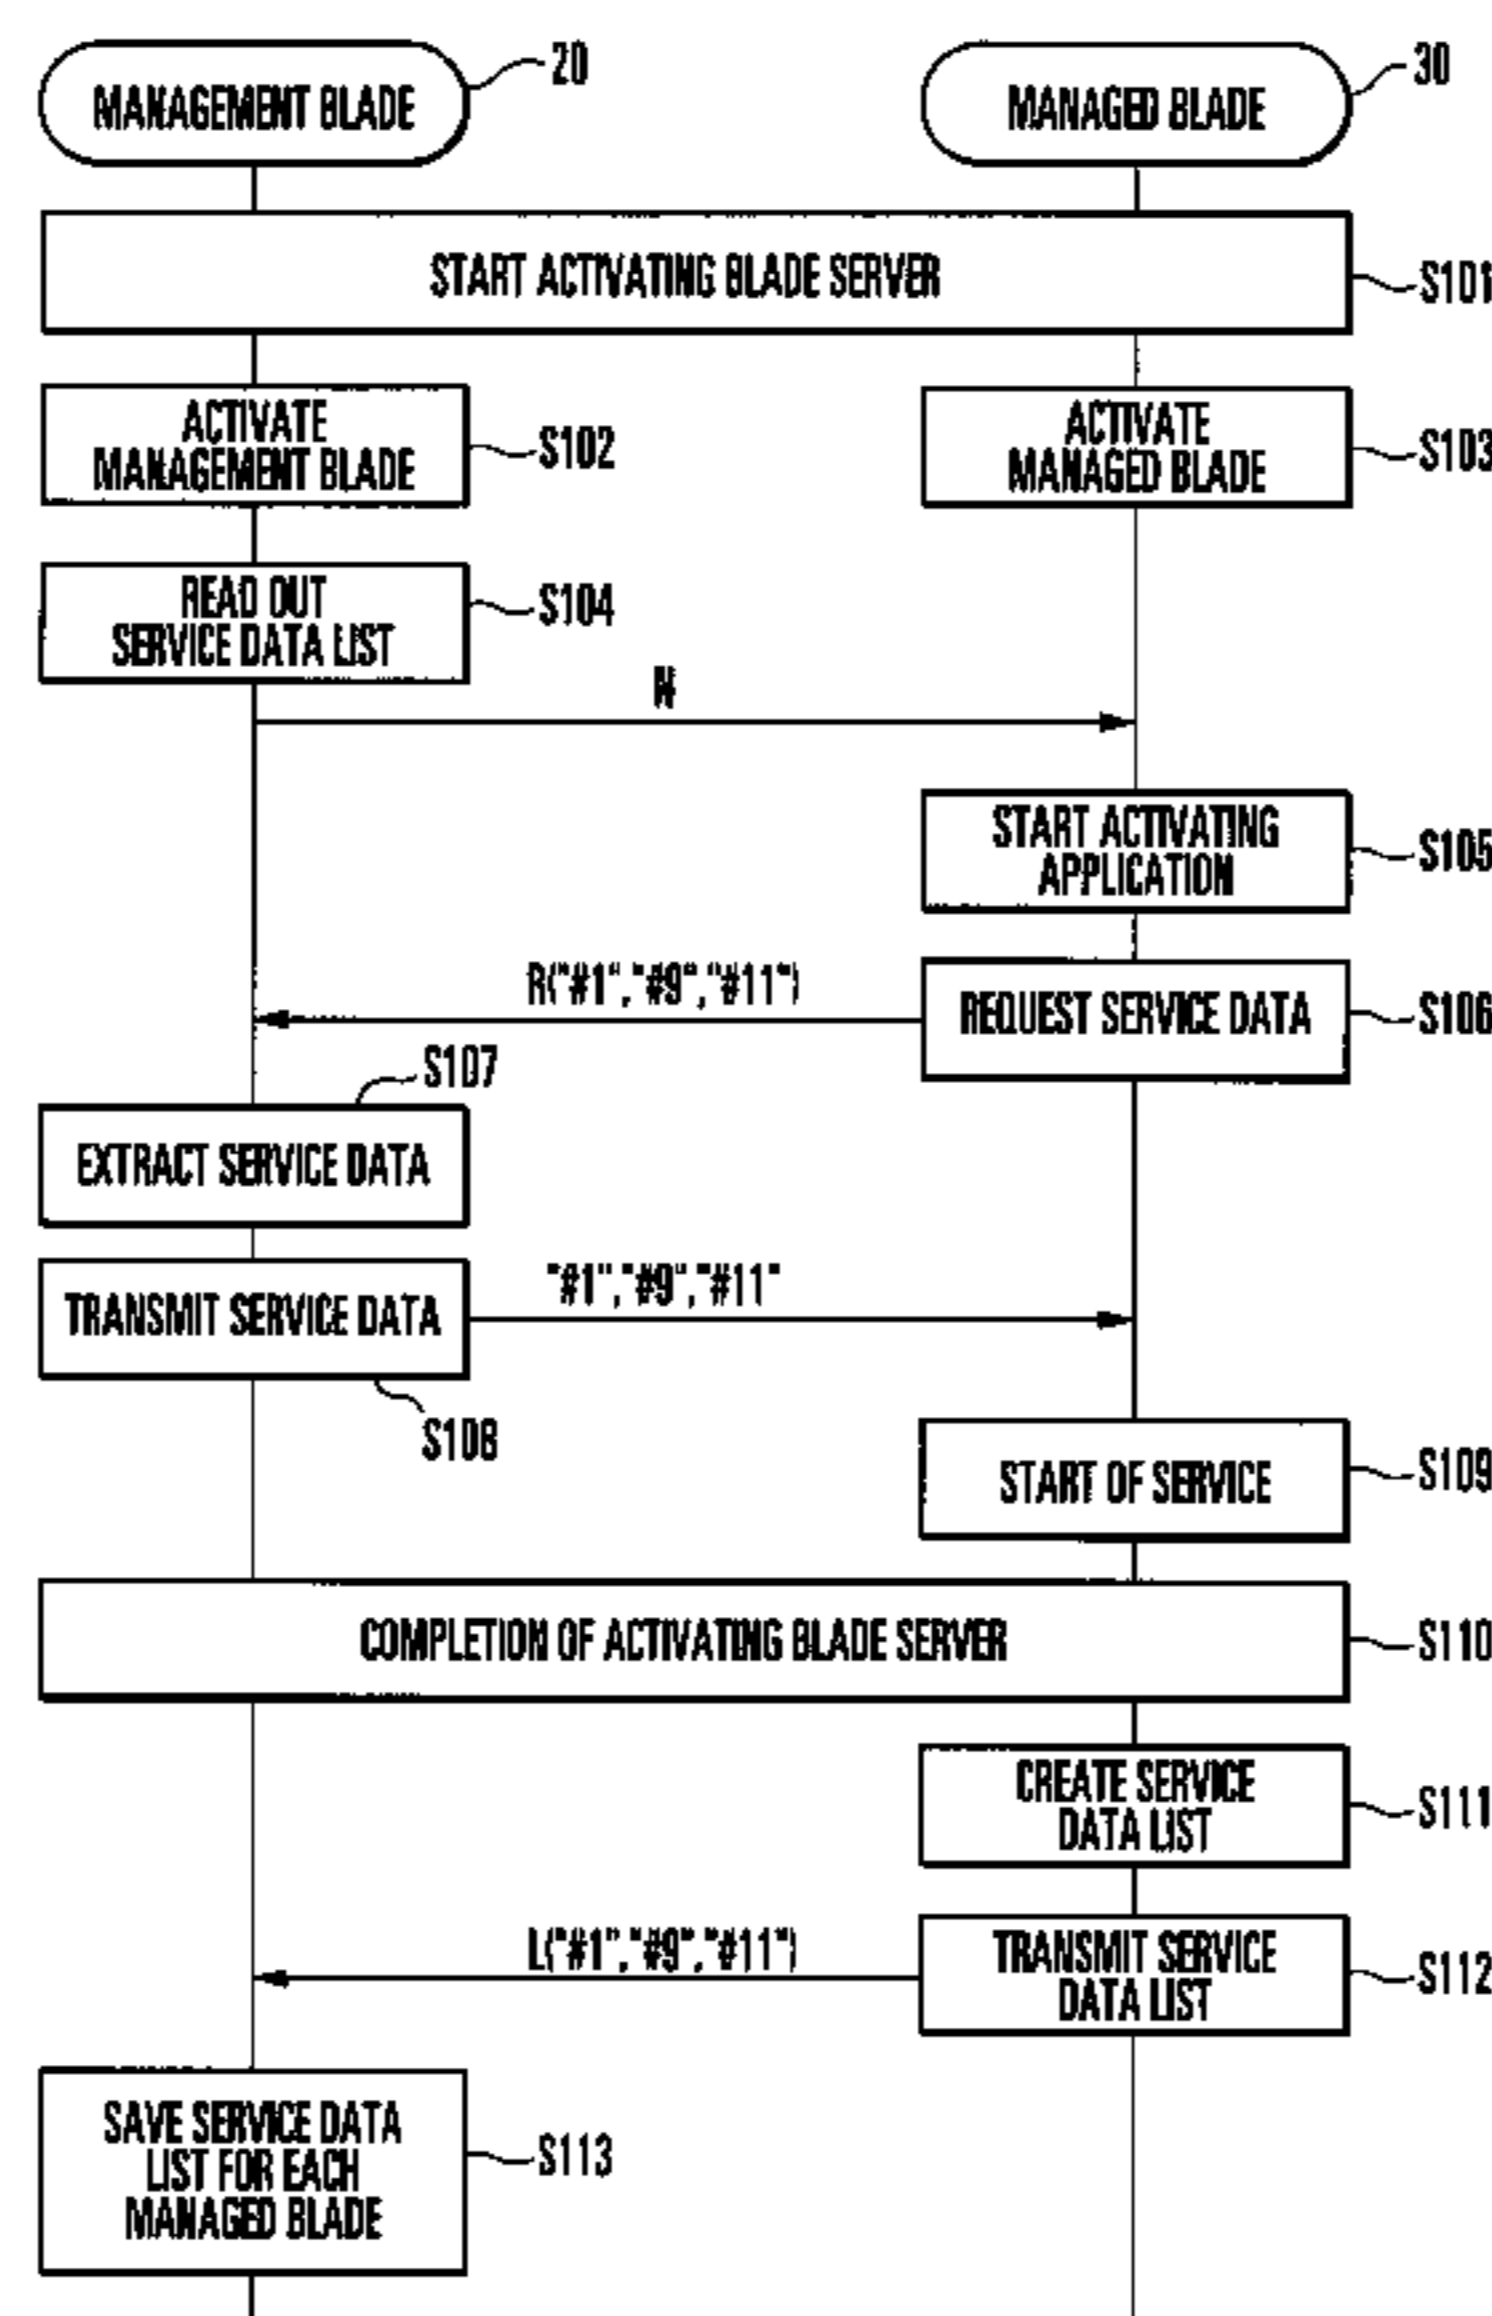 MANAGEMENT BLADE
20
MANAGED BLADE
30
START ACTIVATING BLADE SERVER
S101
ACTIVATE
MANAGEMENT BLADE
S102
ACTIVATE
MANAGED BLADE
S103
READ OUT
SERVICE DATA LIST
S104
N
START ACTIVATING
APPLICATION
S105
R("#1","#9","#11")
REQUEST SERVICE DATA
S106
S107
EXTRACT SERVICE DATA
TRANSMIT SERVICE DATA
"#1","#9","#11"
S108
START OF SERVICE
S109
COMPLETION OF ACTIVATING BLADE SERVER
S110
CREATE SERVICE
DATA LIST
S111
L("#1","#9","#11")
TRANSMIT SERVICE
DATA LIST
S112
SAVE SERVICE DATA
LIST FOR EACH
MANAGED BLADE
S113